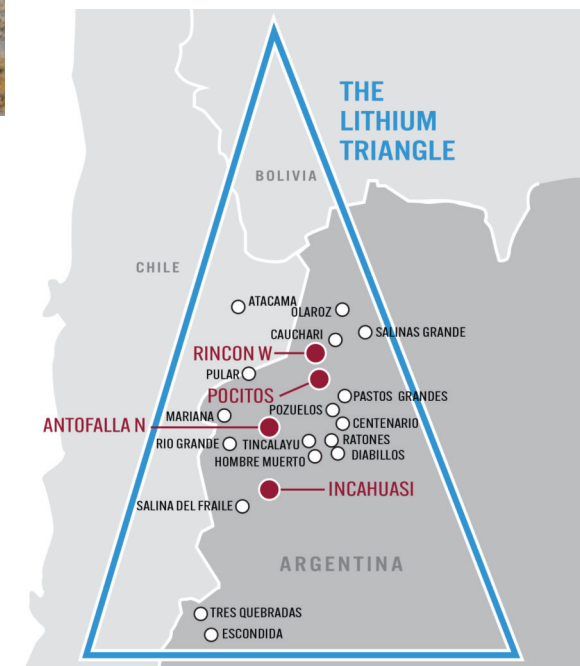 THE
LITHIUM
TRIANGLE
BOLIVIA
CHILE
ATACAMA
OLAROZ
SALINAS GRANDE
CAUCHARI
RINCON W
PULAR
POCITOS
PASTOS GRANDES
POZUELOS
MARIANA
CENTENARIO
ANTOFALLA N
RIO GRANDE
TINCALAYU
RATONES
HOMBRE MUERTO
DIABILLOS
INCAHUASI
SALINA DEL FRAILE
ARGENTINA
TRES QUEBRADAS
ESCONDIDA